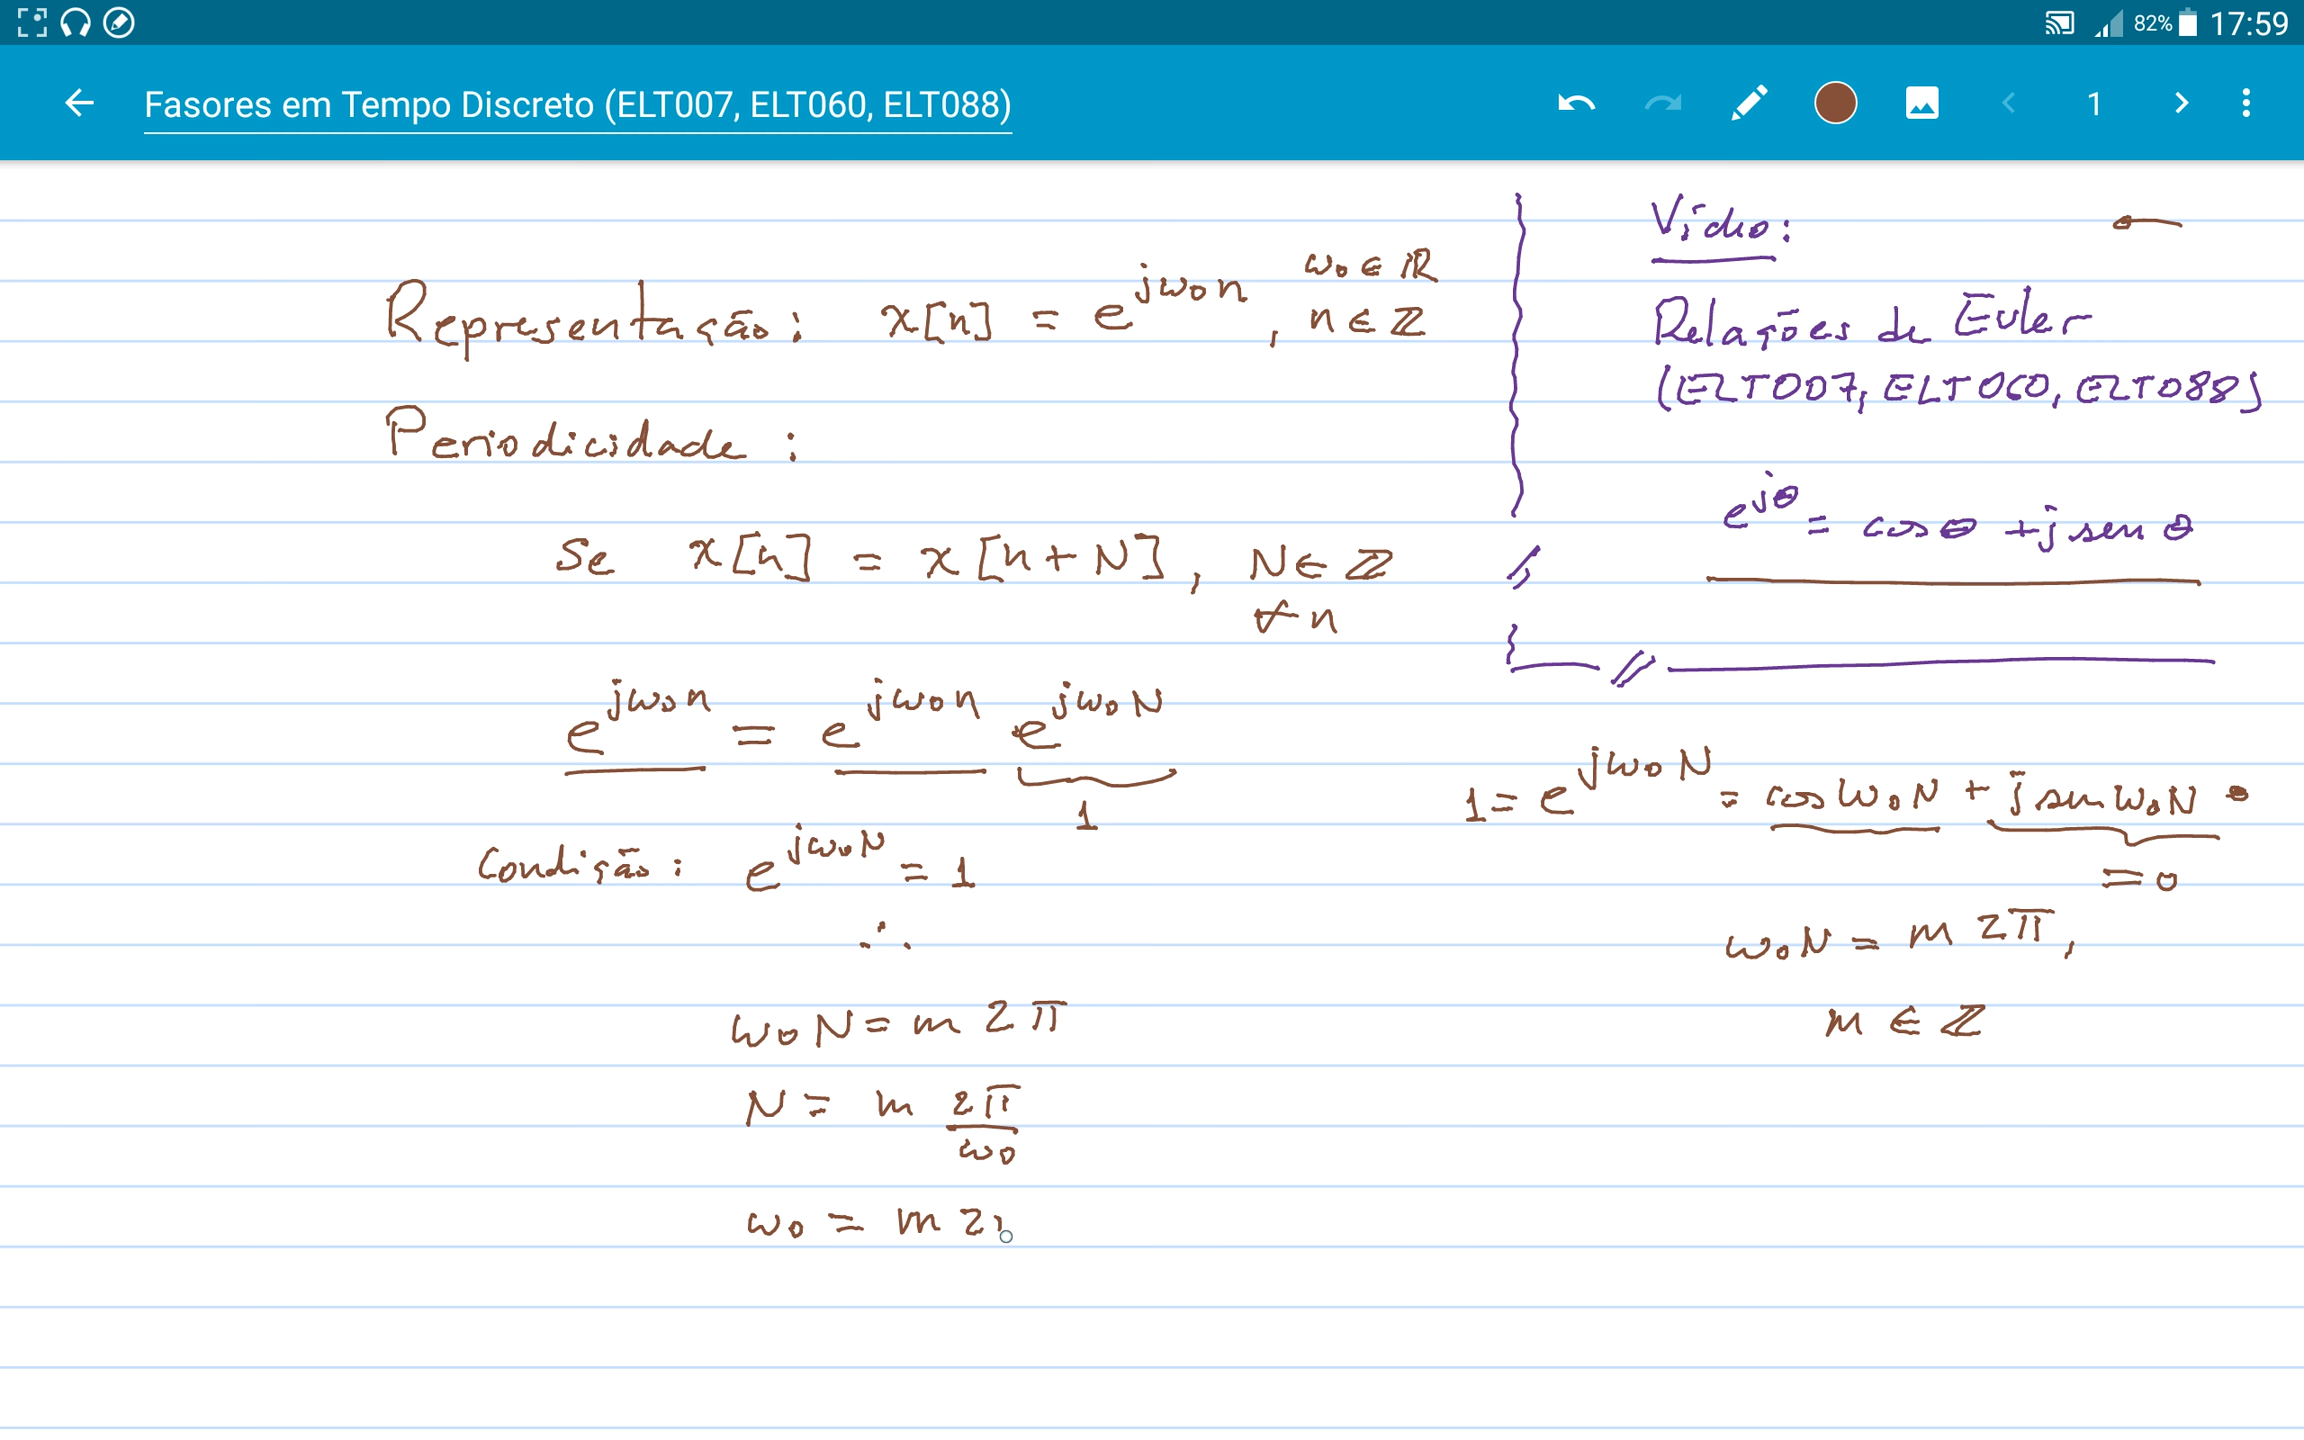 82% 17:59
Fasores em Tempo Discreto (ELT007, ELT060, ELT088) 1
Representação: x[n] = e^{jω₀n}, ω₀ ∈ ℝ
n ∈ ℤ
Periodicidade:
Se x[n] = x[n+N], N ∈ ℤ
∀n
e^{jω₀n} = e^{jω₀n} e^{jω₀N}
1
Condição: e^{jω₀N} = 1
∴
ω₀N = m 2π
N = m 2π/ω₀
ω₀ = m 2
Vídeo:
Relações de Euler
(ELT007, ELT060, ELT088)
e^{jθ} = cos θ + j sen θ
1 = e^{jω₀N} = cos ω₀N + j sen ω₀N
= 0
ω₀N = m 2π,
m ∈ ℤ